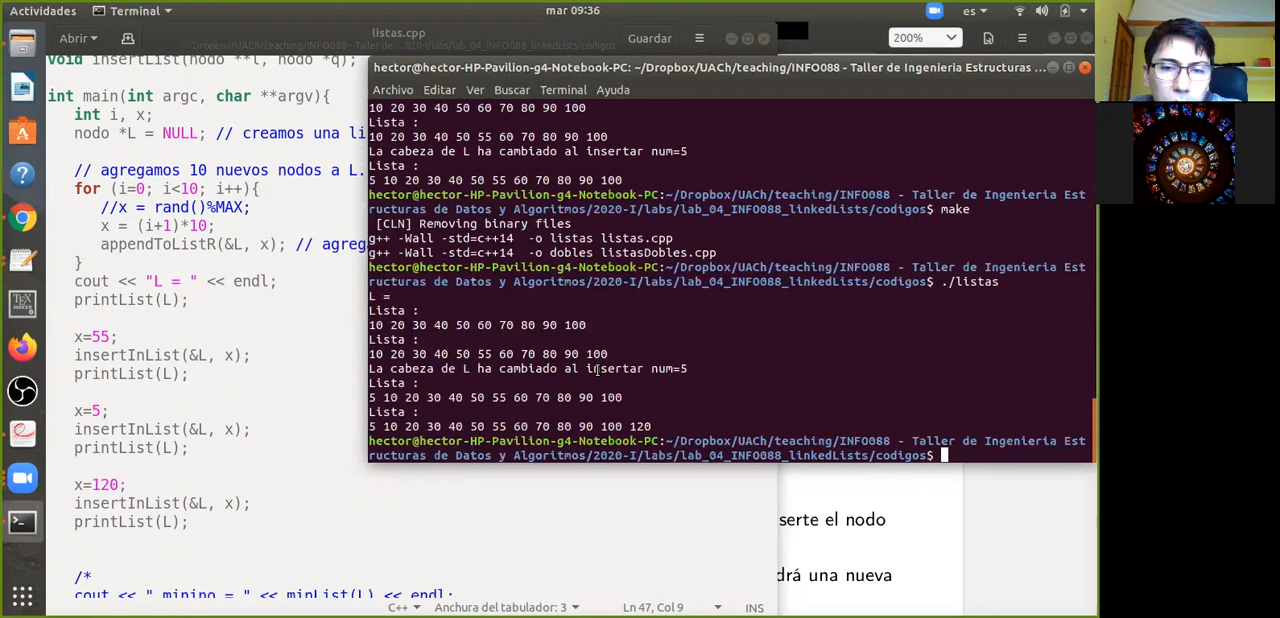 Actividades Terminal mar 09:36 es
Abrir listas.cpp Guardar 200%
void insertList(nodo **l, nodo *q);
int main(int argc, char **argv){
int i, x;
nodo *L = NULL; // creamos una li
// agregamos 10 nuevos nodos a L.
for (i=0; i<10; i++){
//x = rand()%MAX;
x = (i+1)*10;
appendToListR(&L, x); // agreg
}
cout << "L = " << endl;
printList(L);
x=55;
insertInList(&L, x);
printList(L);
x=5;
insertInList(&L, x);
printList(L);
x=120;
insertInList(&L, x);
printList(L);
/*
cout << " minino = " << minList(L) << endl;
C++ Anchura del tabulador: 3 Ln 47, Col 9 INS
hector@hector-HP-Pavilion-g4-Notebook-PC: ~/Dropbox/UACh/teaching/INFO088 - Taller de Ingenieria Estructuras ...
Archivo Editar Ver Buscar Terminal Ayuda
10 20 30 40 50 60 70 80 90 100
Lista :
10 20 30 40 50 55 60 70 80 90 100
La cabeza de L ha cambiado al insertar num=5
Lista :
5 10 20 30 40 50 55 60 70 80 90 100
hector@hector-HP-Pavilion-g4-Notebook-PC:~/Dropbox/UACh/teaching/INFO088 - Taller de Ingenieria Est
ructuras de Datos y Algoritmos/2020-I/labs/lab_04_INFO088_linkedLists/codigos$ make
[CLN] Removing binary files
g++ -Wall -std=c++14 -o listas listas.cpp
g++ -Wall -std=c++14 -o dobles listasDobles.cpp
hector@hector-HP-Pavilion-g4-Notebook-PC:~/Dropbox/UACh/teaching/INFO088 - Taller de Ingenieria Est
ructuras de Datos y Algoritmos/2020-I/labs/lab_04_INFO088_linkedLists/codigos$ ./listas
L =
Lista :
10 20 30 40 50 60 70 80 90 100
Lista :
10 20 30 40 50 55 60 70 80 90 100
La cabeza de L ha cambiado al insertar num=5
Lista :
5 10 20 30 40 50 55 60 70 80 90 100
Lista :
5 10 20 30 40 50 55 60 70 80 90 100 120
hector@hector-HP-Pavilion-g4-Notebook-PC:~/Dropbox/UACh/teaching/INFO088 - Taller de Ingenieria Est
ructuras de Datos y Algoritmos/2020-I/labs/lab_04_INFO088_linkedLists/codigos$
serte el nodo
drá una nueva